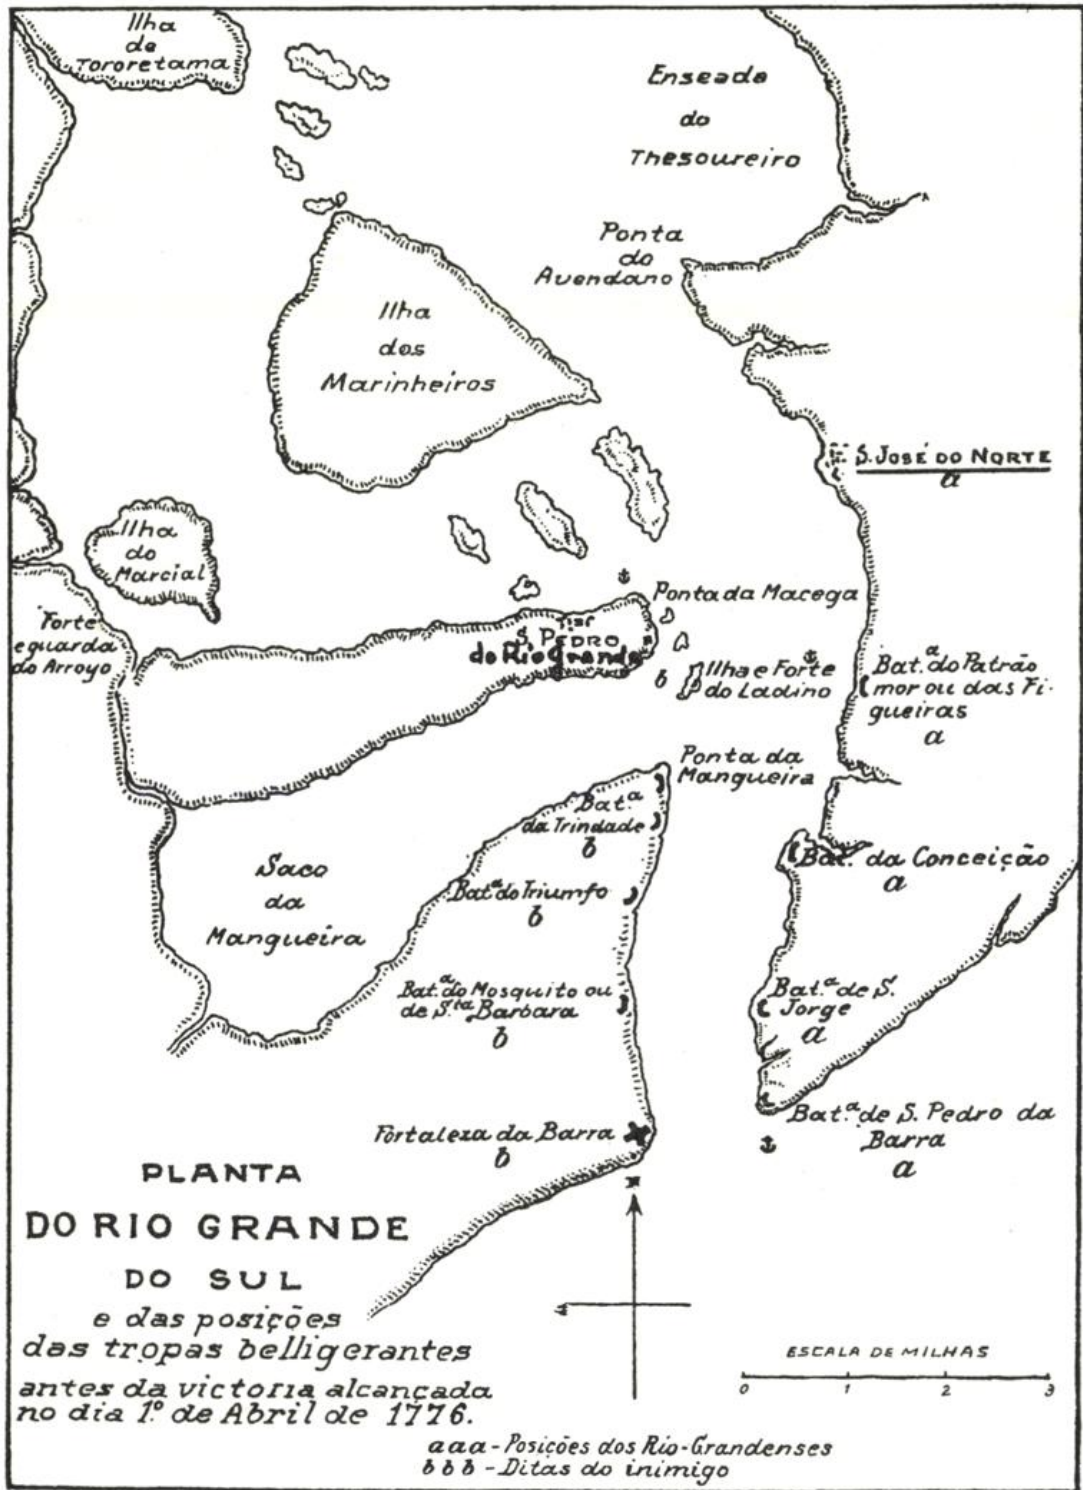 Ilha
de
Tororetama
Enseada
do
Thesoureiro
Ponta
do
Avendano
Ilha
dos
Marinheiros
S. JOSÉ DO NORTE
a
Ilha
do
Marcial
Forte
e guarda
do Arroyo
Ponta da Macega
S. PEDRO
do Rio Grande
b
Ilha e Forte
do Ladino
Bat.ª do Patrão
mor ou das Fi-
gueiras
a
Ponta da
Mangueira
Bat.ª
da Trindade
b
Saco
da
Mangueira
Bat.ª do Triumfo
b
Bat. da Conceição
a
Bat.ª do Mosquito ou
de S.ta Barbara
b
Bat.ª de S.
Jorge
a
Fortaleza da Barra
b
Bat.ª de S. Pedro da
Barra
a
PLANTA
DO RIO GRANDE
DO SUL
e das posições
das tropas belligerantes
antes da victoria alcançada
no dia 1º de Abril de 1776.
ESCALA DE MILHAS
0 1 2 3
a a a - Posições dos Rio-Grandenses
b b b - Ditas do inimigo